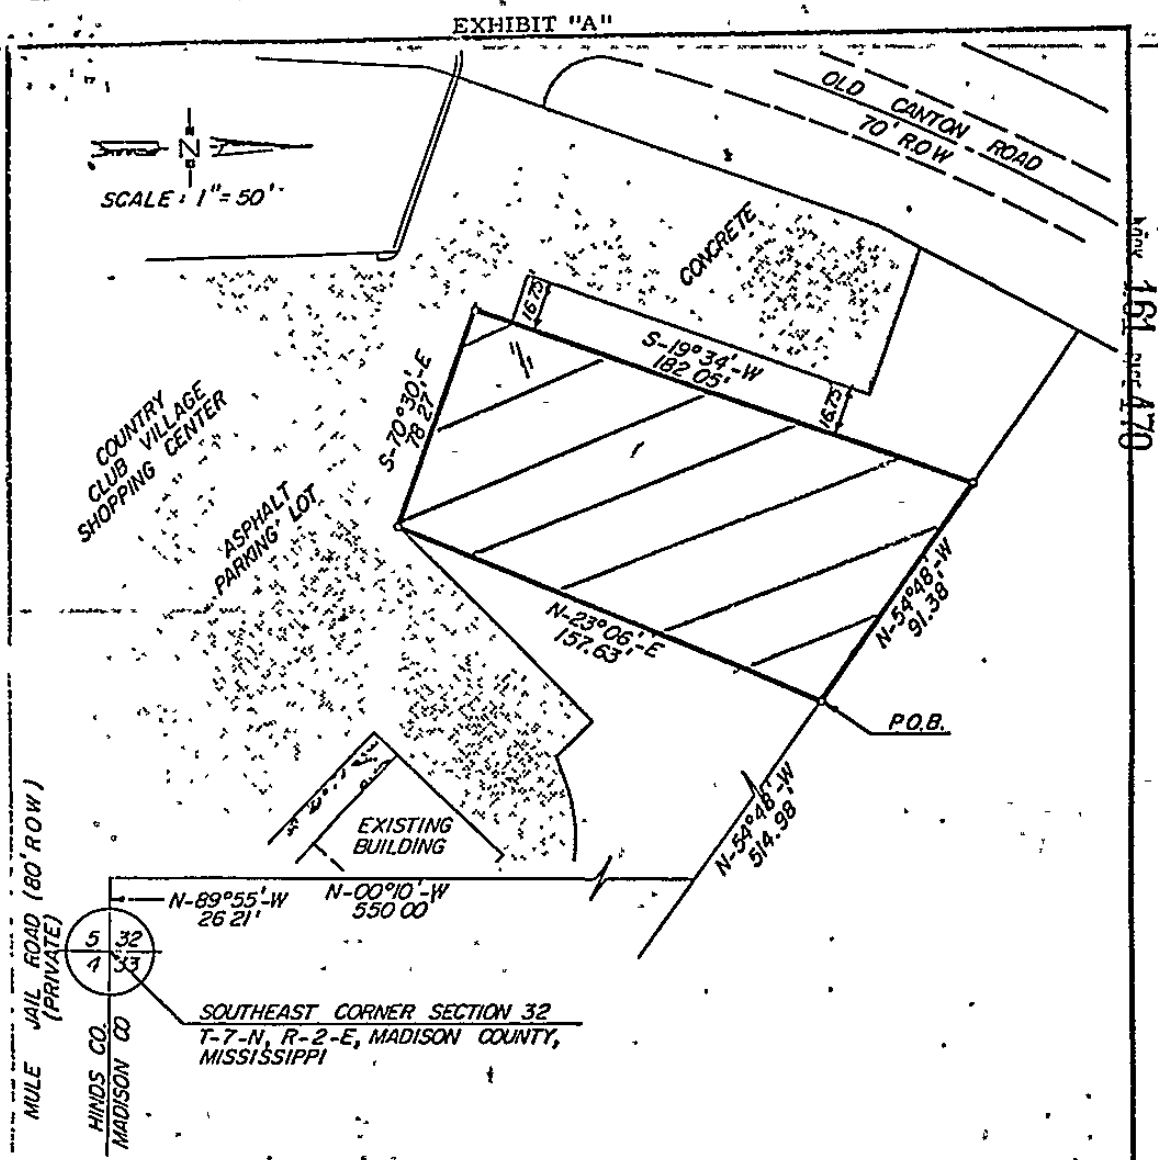 EXHIBIT "A"
N
SCALE: 1"=50'
OLD CANTON ROAD
70' R.O.W.
CONCRETE
161
470
16.75
S-19°34'-W
182 05'
16.75
S-70°30'-E
78 27'
COUNTRY
CLUB VILLAGE
SHOPPING CENTER
ASPHALT
PARKING LOT
N-23°06'-E
157.63'
N-54°48'-W
91.38'
P.O.B.
N-54°48'-W
514.98'
EXISTING
BUILDING
N-89°55'-W
26 21'
N-00°10'-W
550 00'
5 32
4 33
SOUTHEAST CORNER SECTION 32
T-7-N, R-2-E, MADISON COUNTY,
MISSISSIPPI
MULE JAIL ROAD (80' ROW)
(PRIVATE)
HINDS CO.
MADISON CO